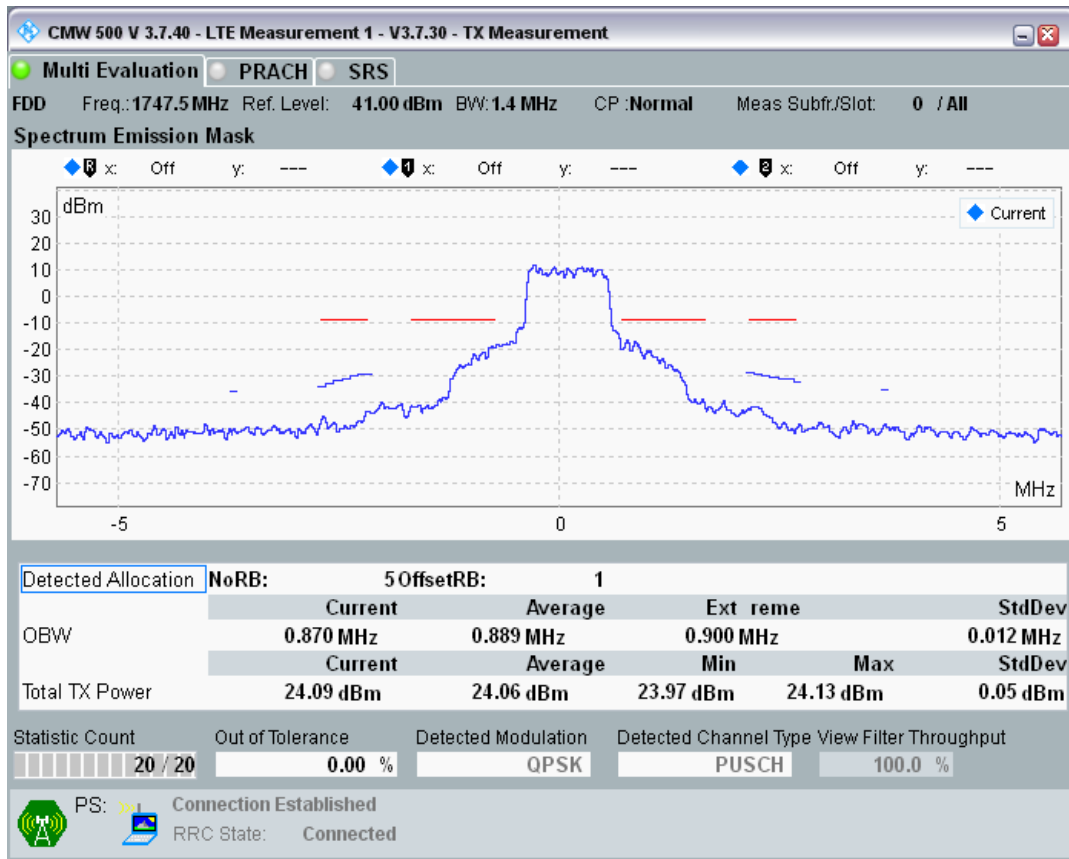 CMW 500 V 3.7.40 - LTE Measurement 1 - V3.7.30 - TX Measurement
Multi Evaluation PRACH SRS
FDD Freq.: 1747.5 MHz Ref. Level: 41.00 dBm BW: 1.4 MHz CP : Normal Meas Subfr./Slot: 0 / All
Spectrum Emission Mask
R x: Off y: --- 1 x: Off y: --- 2 x: Off y: ---
dBm
Current
30
20
10
0
-10
-20
-30
-40
-50
-60
-70
MHz
-5 0 5
Detected Allocation NoRB: 5 OffsetRB: 1
Current Average Ext reme StdDev
OBW 0.870 MHz 0.889 MHz 0.900 MHz 0.012 MHz
Current Average Min Max StdDev
Total TX Power 24.09 dBm 24.06 dBm 23.97 dBm 24.13 dBm 0.05 dBm
Statistic Count Out of Tolerance Detected Modulation Detected Channel Type View Filter Throughput
20 / 20 0.00 % QPSK PUSCH 100.0 %
PS: Connection Established
RRC State: Connected